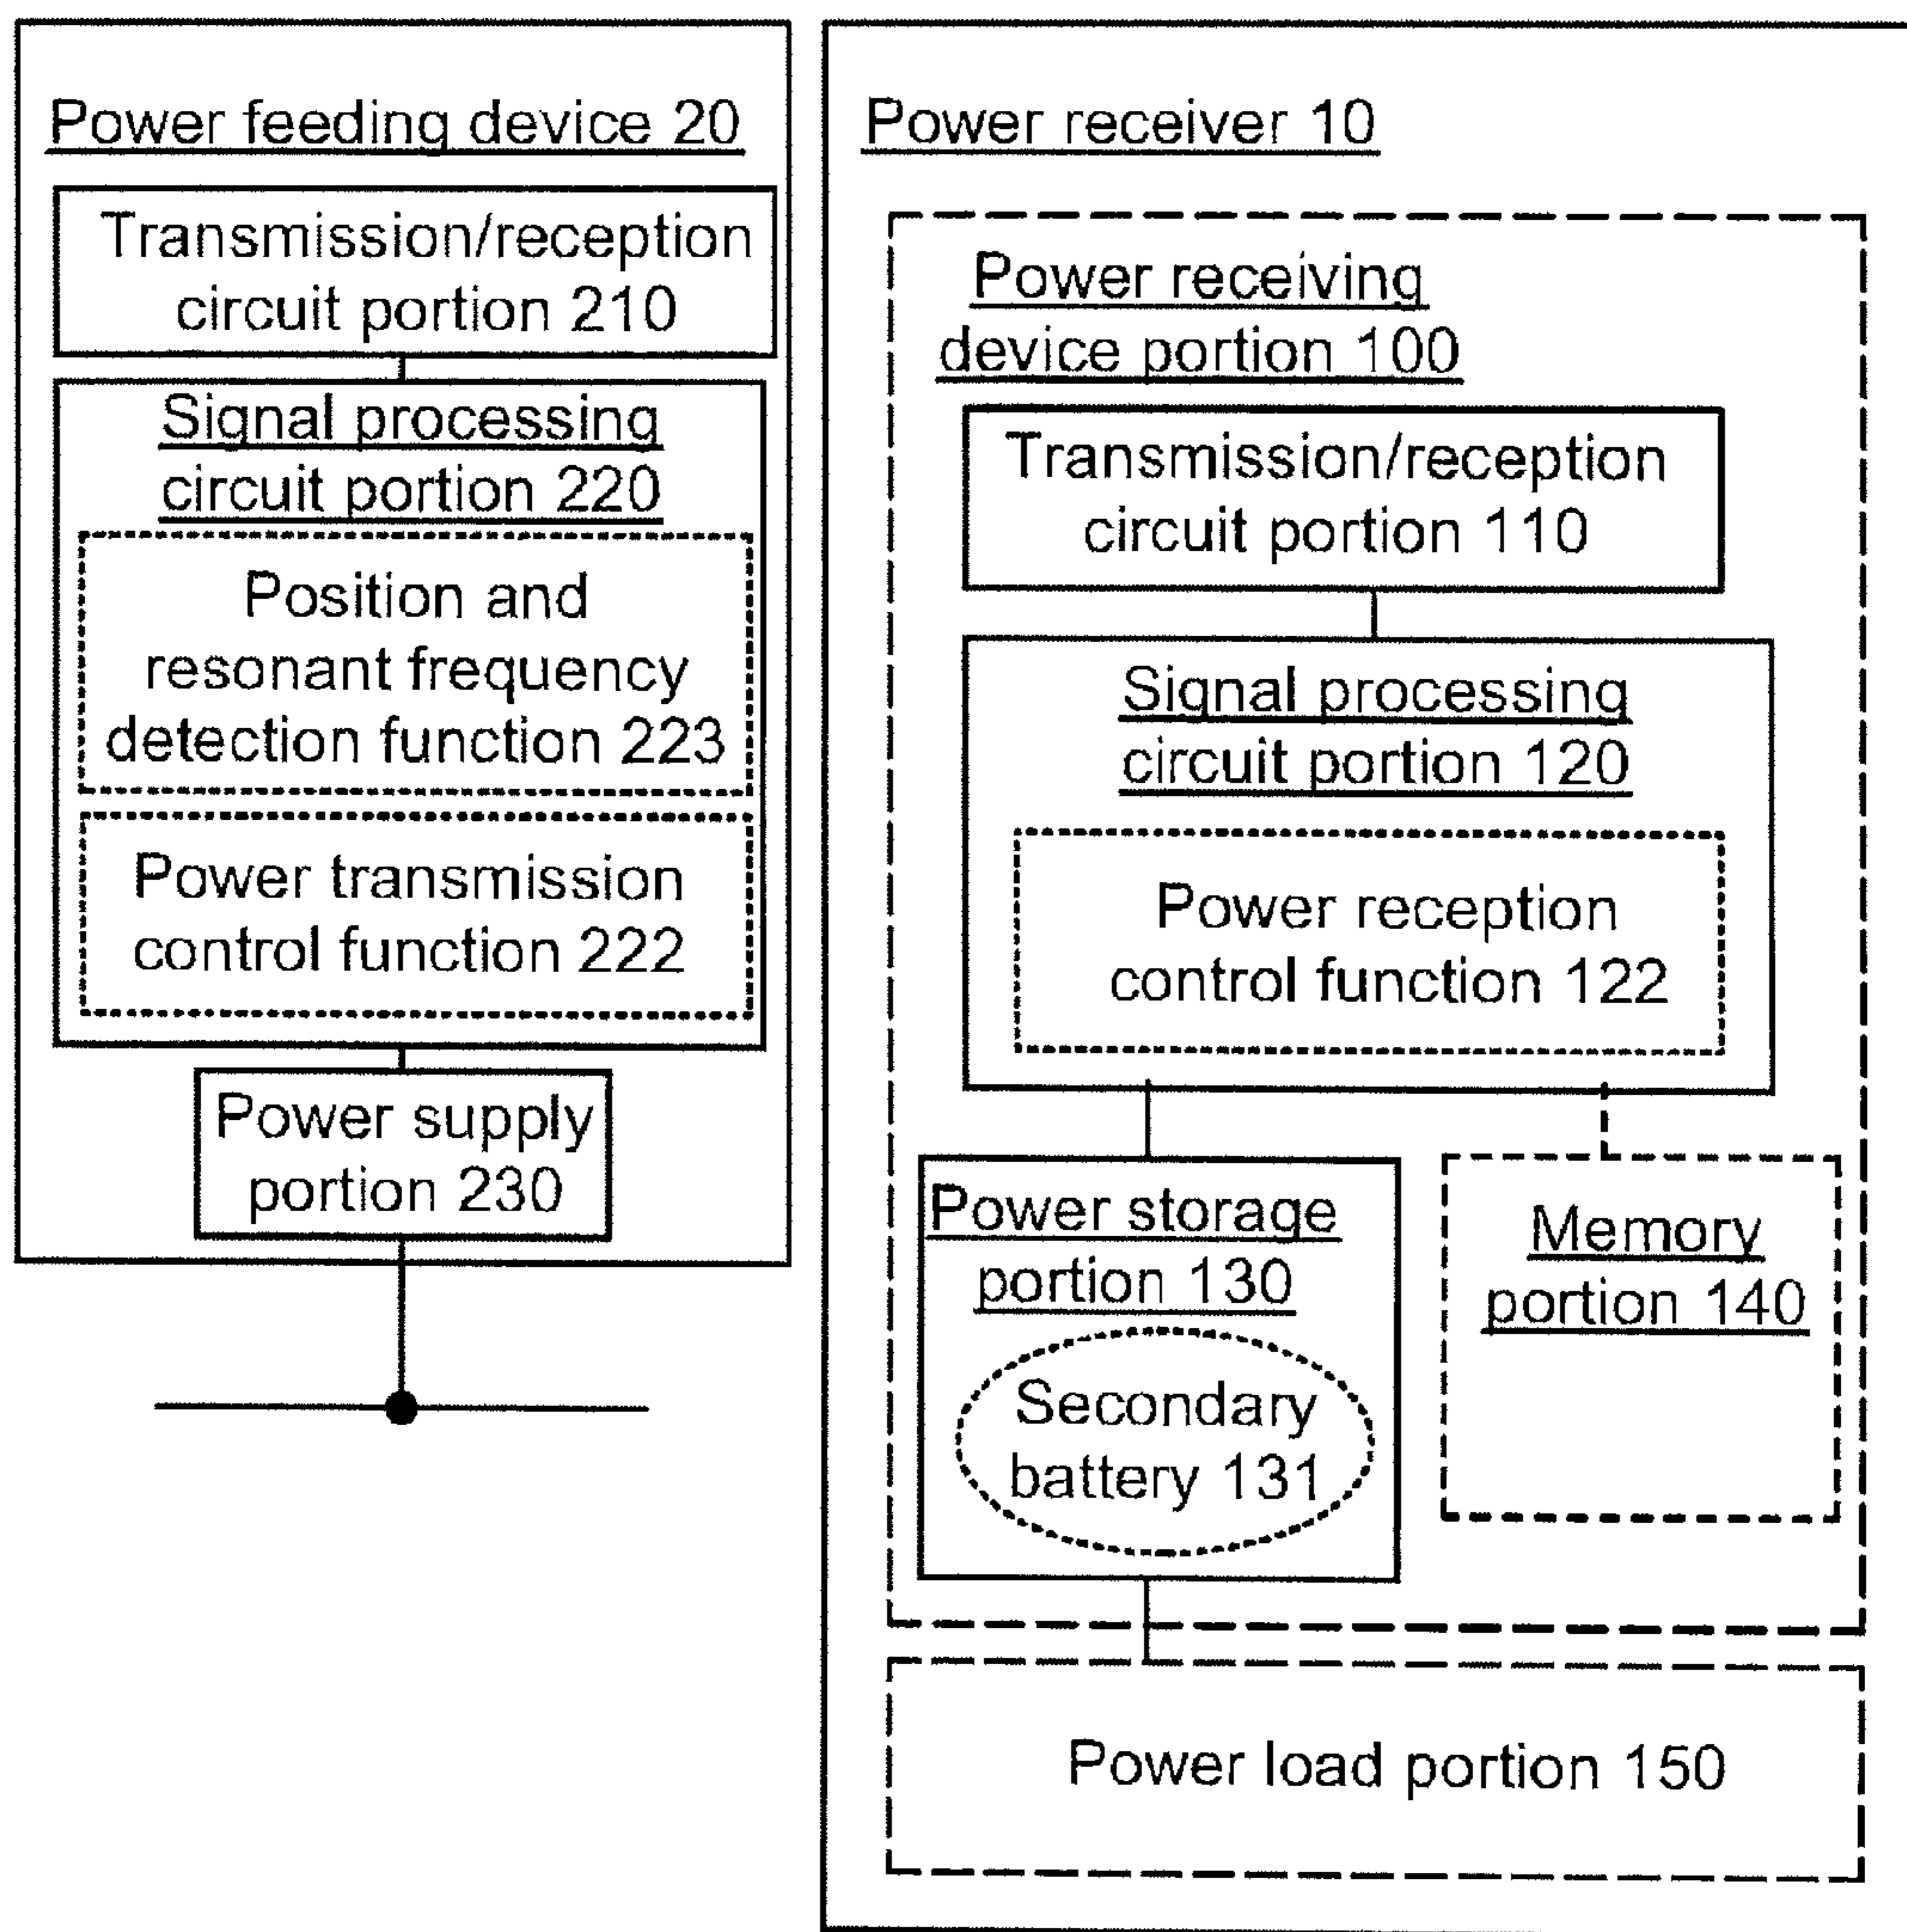 Power feeding device 20
Transmission/reception
circuit portion 210
Signal processing
circuit portion 220
Position and
resonant frequency
detection function 223
Power transmission
control function 222
Power supply
portion 230
Power receiver 10
Power receiving
device portion 100
Transmission/reception
circuit portion 110
Signal processing
circuit portion 120
Power reception
control function 122
Power storage
portion 130
Secondary
battery 131
Memory
portion 140
Power load portion 150